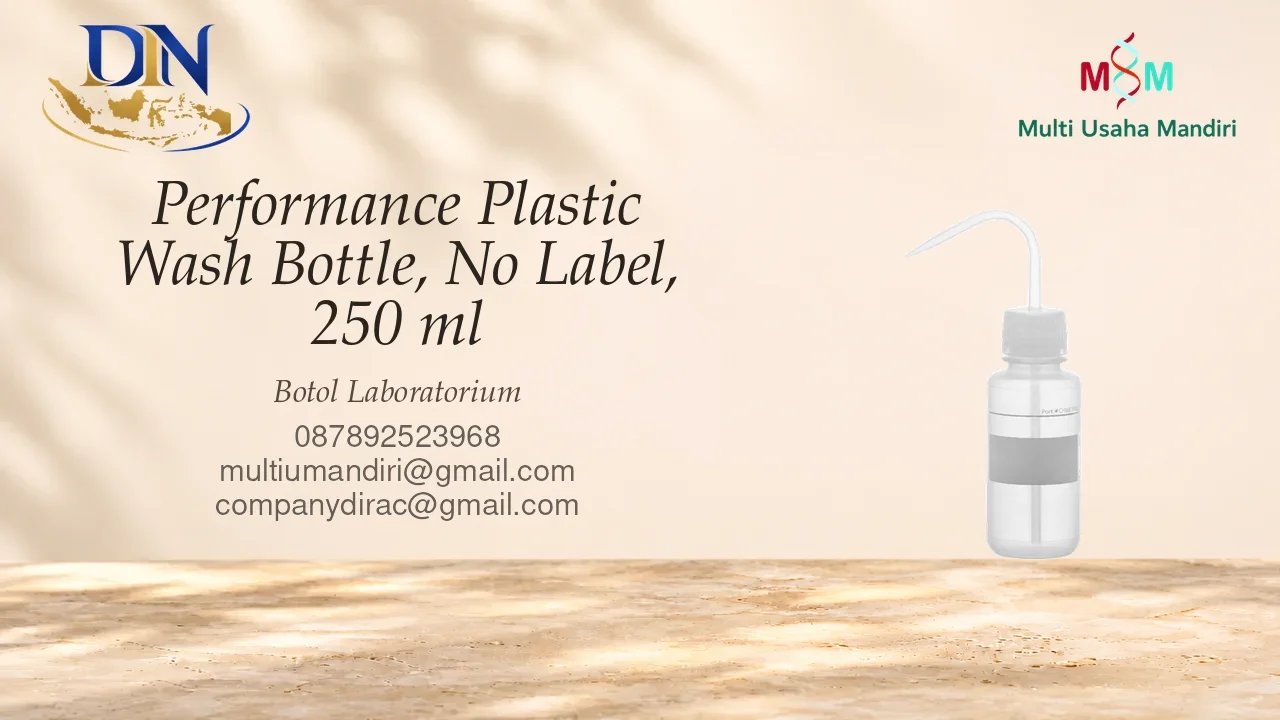 DIN
MSM
Multi Usaha Mandiri
Performance Plastic
Wash Bottle, No Label,
250 ml
Botol Laboratorium
087892523968
multiumandiri@gmail.com
companydirac@gmail.com